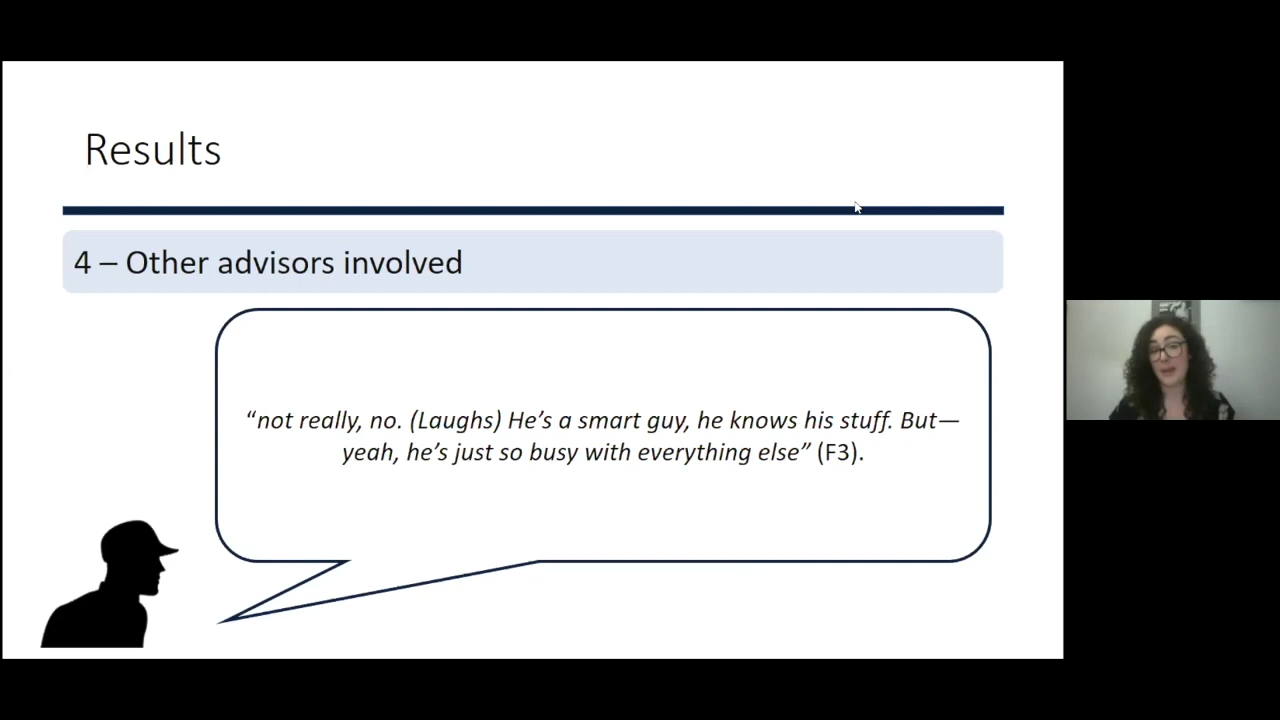 Results
4 – Other advisors involved
“not really, no. (Laughs) He’s a smart guy, he knows his stuff. But—
yeah, he’s just so busy with everything else” (F3).